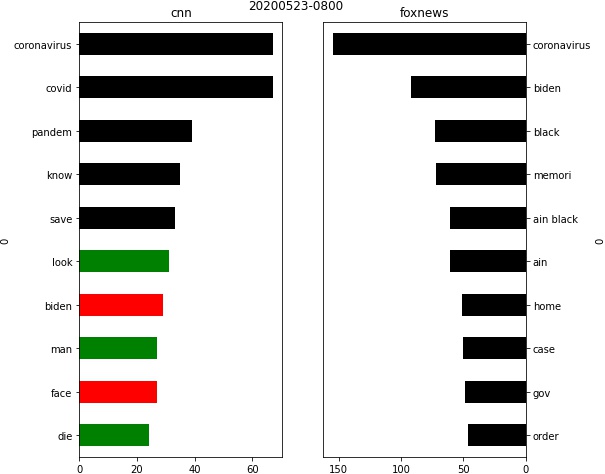 20200523-0800
cnn
foxnews
coronavirus
covid
pandem
know
save
look
biden
man
face
die
0
0 20 40 60
coronavirus
biden
black
memori
ain black
ain
home
case
gov
order
0
150 100 50 0